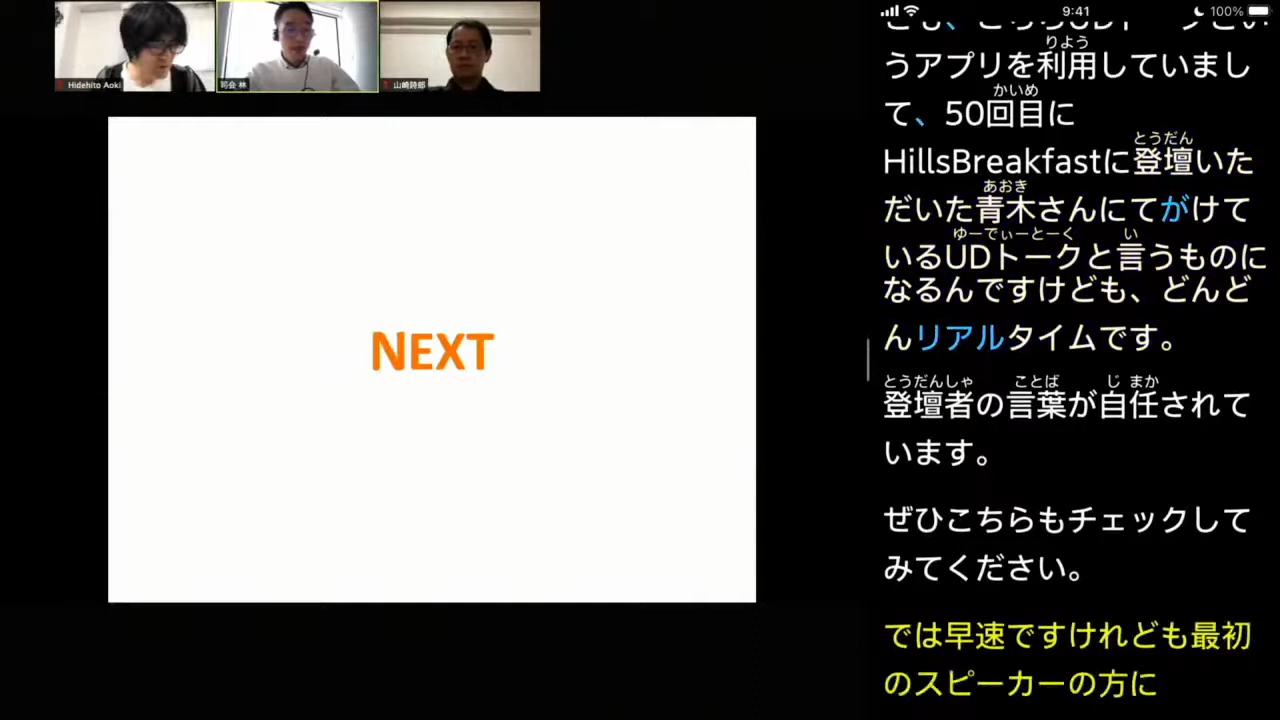 Hidehito Aoki
司会 林
山崎詩郎
NEXT
9:41
100%
りよう
うアプリを利用していまし
かいめ
て、50回目に
とうだん
HillsBreakfastに登壇いた
あおき
だいた青木さんにてがけて
ゆーでぃーとーく い
いるUDトークと言うものに
なるんですけども、どんど
んリアルタイムです。
とうだんしゃ ことば じ まか
登壇者の言葉が自任されて
います。
ぜひこちらもチェックして
みてください。
では早速ですけれども最初
のスピーカーの方に